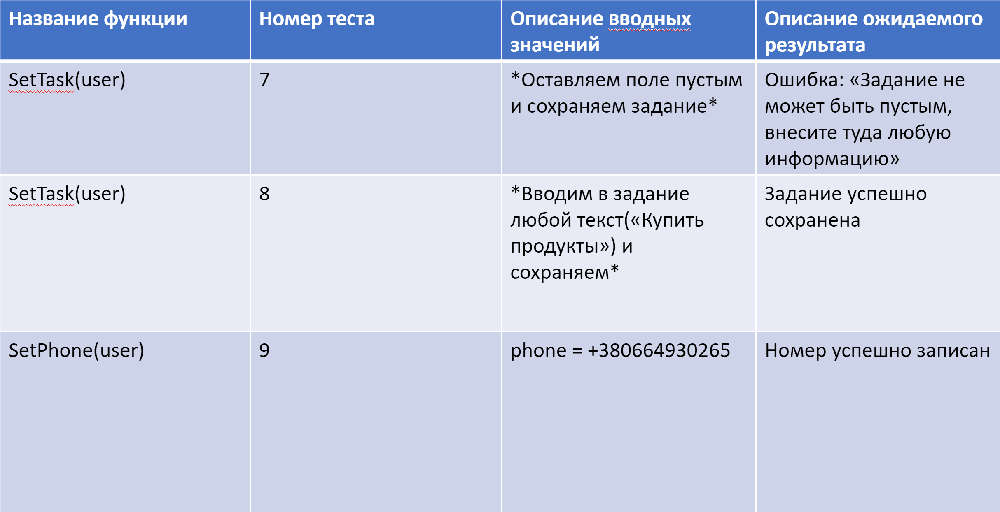 Название функции
Номер теста
Описание вводных
значений
Описание ожидаемого
результата
SetTask(user)
7
*Оставляем поле пустым
и сохраняем задание*
Ошибка: «Задание не
может быть пустым,
внесите туда любую
информацию»
SetTask(user)
8
*Вводим в задание
любой текст(«Купить
продукты») и
сохраняем*
Задание успешно
сохранена
SetPhone(user)
9
phone = +380664930265
Номер успешно записан